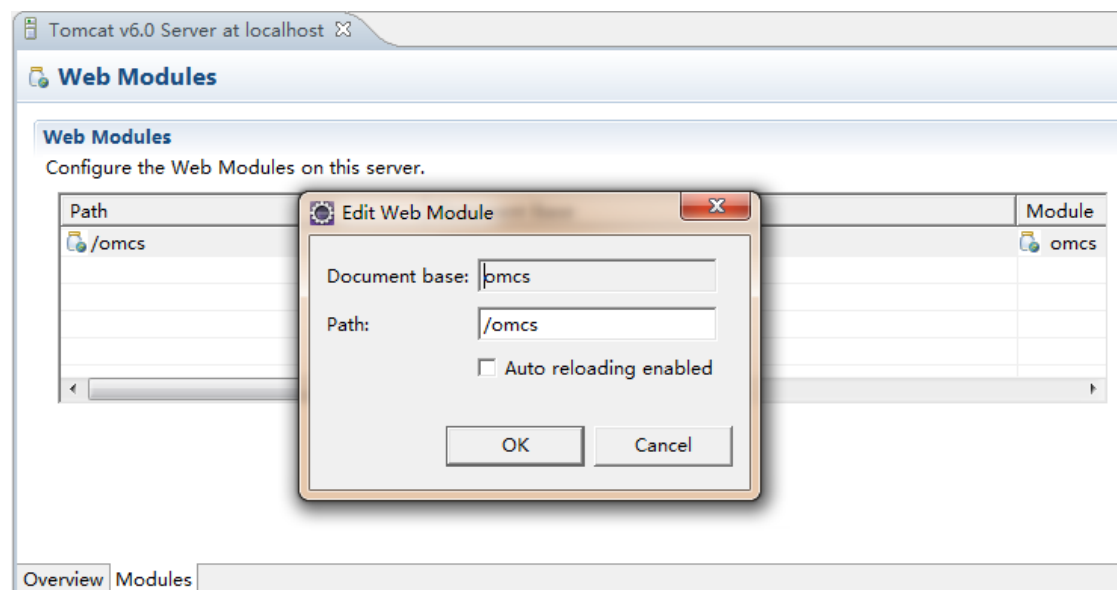 Tomcat v6.0 Server at localhost
Web Modules
Web Modules
Configure the Web Modules on this server.
Path Module
/omcs omcs
Edit Web Module
Document base: omcs
Path: /omcs
Auto reloading enabled
OK Cancel
Overview Modules